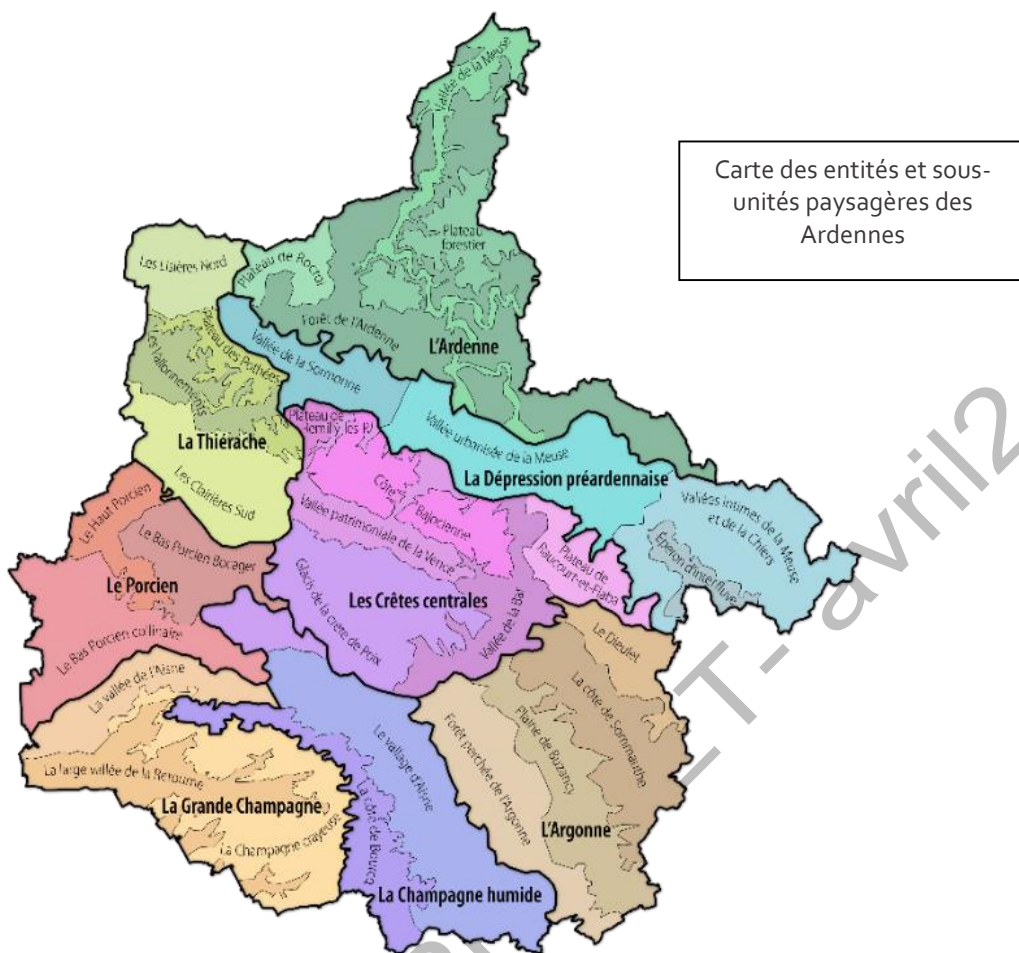 Carte des entités et sous-
unités paysagères des
Ardennes
Vallée de la Meuse
Plateau
forestier
Plateau de Rocroi
Les Lisières Nord
Forêt de l'Ardenne
L'Ardenne
Plateau des Pothées
Les Vallonnements
Vallée de la Sormonne
La Thiérache
Les Clairières Sud
Plateau de
Vallée urbanisée de la Meuse
La Dépression préardennaise
Vallées intimes de la Meuse
et de la Chiers
Éperon d'interfluve
Côte
Bajocienne
Vallée patrimoniale de la Vence
Plateau de
Raucourt-et-Flaba
Le Haut Porcien
Le Bas Porcien Bocager
Le Porcien
Le Bas Porcien collinaire
Glacis de la crête de Poix
Les Crêtes centrales
Vallée de la Bar
Le Dieulet
La côte de Sommauthe
Plaine de Buzancy
Forêt perchée de l'Argonne
L'Argonne
La vallée de l'Aisne
La large vallée de la Retourne
La Grande Champagne
La Champagne crayeuse
Le vallage d'Aisne
La côte de Bourcq
La Champagne humide
T - avril2